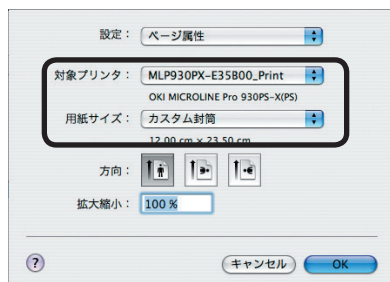 設定： ページ属性
対象プリンタ： MLP930PX-E35B00_Print
OKI MICROLINE Pro 930PS-X(PS)
用紙サイズ： カスタム封筒
12.00 cm × 23.50 cm
方向：
拡大縮小： 100 %
? キャンセル OK